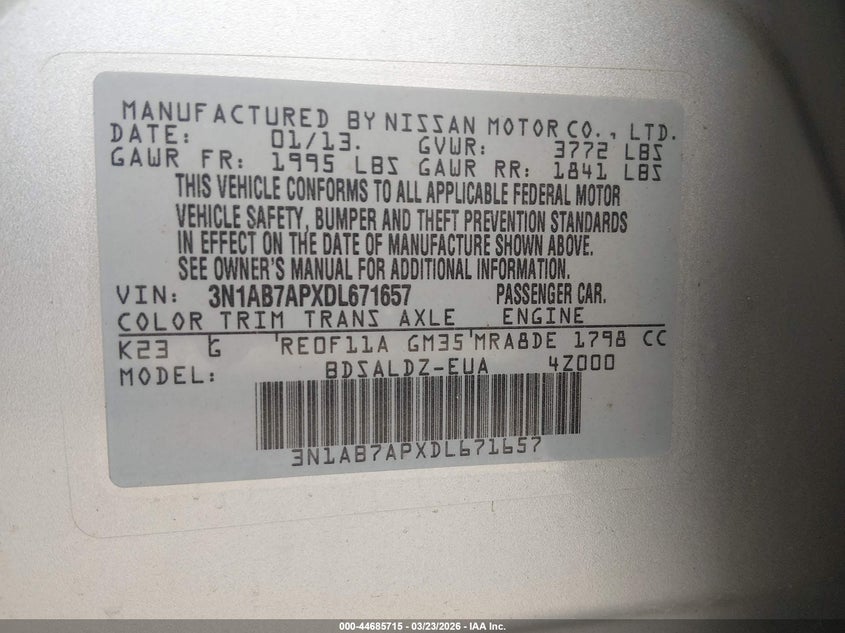 MANUFACTURED BY NISSAN MOTOR CO., LTD.
DATE: 01/13. GVWR: 3772 LBS
GAWR FR: 1995 LBS GAWR RR: 1841 LBS
THIS VEHICLE CONFORMS TO ALL APPLICABLE FEDERAL MOTOR
VEHICLE SAFETY, BUMPER AND THEFT PREVENTION STANDARDS
IN EFFECT ON THE DATE OF MANUFACTURE SHOWN ABOVE.
SEE OWNER'S MANUAL FOR ADDITIONAL INFORMATION.
VIN: 3N1AB7APXDL671657 PASSENGER CAR.
COLOR TRIM TRANS AXLE ENGINE
K23 G RE0F11A GM35 MRA8DE 1798 CC
MODEL: BDSALDZ-EUA 4Z000
3N1AB7APXDL671657
000-44685715 - 03/23/2026 - IAA Inc.